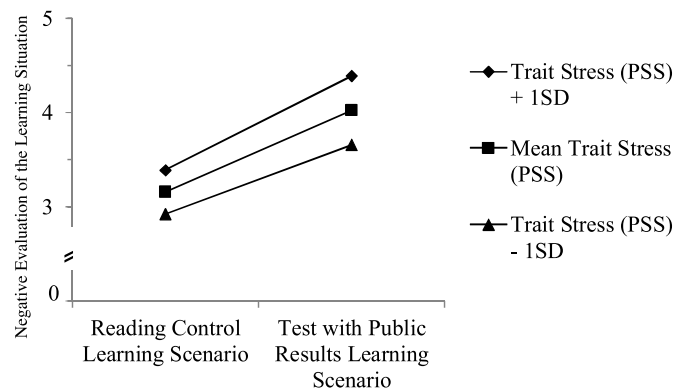 Negative Evaluation of the Learning Situation
5
4
3
0
Reading Control
Learning Scenario
Test with Public
Results Learning
Scenario
Trait Stress (PSS)
+ 1SD
Mean Trait Stress
(PSS)
Trait Stress (PSS)
- 1SD